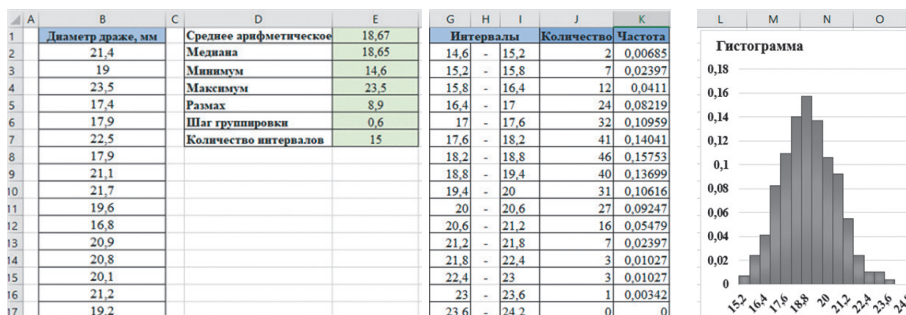 A B C D E G H I J K L M N O
1 Диаметр драже, мм Среднее арифметическое 18,67 Интервалы Количество Частота
2 21,4 Медиана 18,65 14,6 - 15,2 2 0,00685
3 19 Минимум 14,6 15,2 - 15,8 7 0,02397
4 23,5 Максимум 23,5 15,8 - 16,4 12 0,0411
5 17,4 Размах 8,9 16,4 - 17 24 0,08219
6 17,9 Шаг группировки 0,6 17 - 17,6 32 0,10959
7 22,5 Количество интервалов 15 17,6 - 18,2 41 0,14041
8 17,9 18,2 - 18,8 46 0,15753
9 21,1 18,8 - 19,4 40 0,13699
10 21,7 19,4 - 20 31 0,10616
11 19,6 20 - 20,6 27 0,09247
12 16,8 20,6 - 21,2 16 0,05479
13 20,9 21,2 - 21,8 7 0,02397
14 20,8 21,8 - 22,4 3 0,01027
15 20,1 22,4 - 23 3 0,01027
16 21,2 23 - 23,6 1 0,00342
17 19,2 23,6 - 24,2 0 0
Гистограмма
0,18
0,16
0,14
0,12
0,1
0,08
0,06
0,04
0,02
0
15,2 16,4 17,6 18,8 20 21,2 22,4 23,6